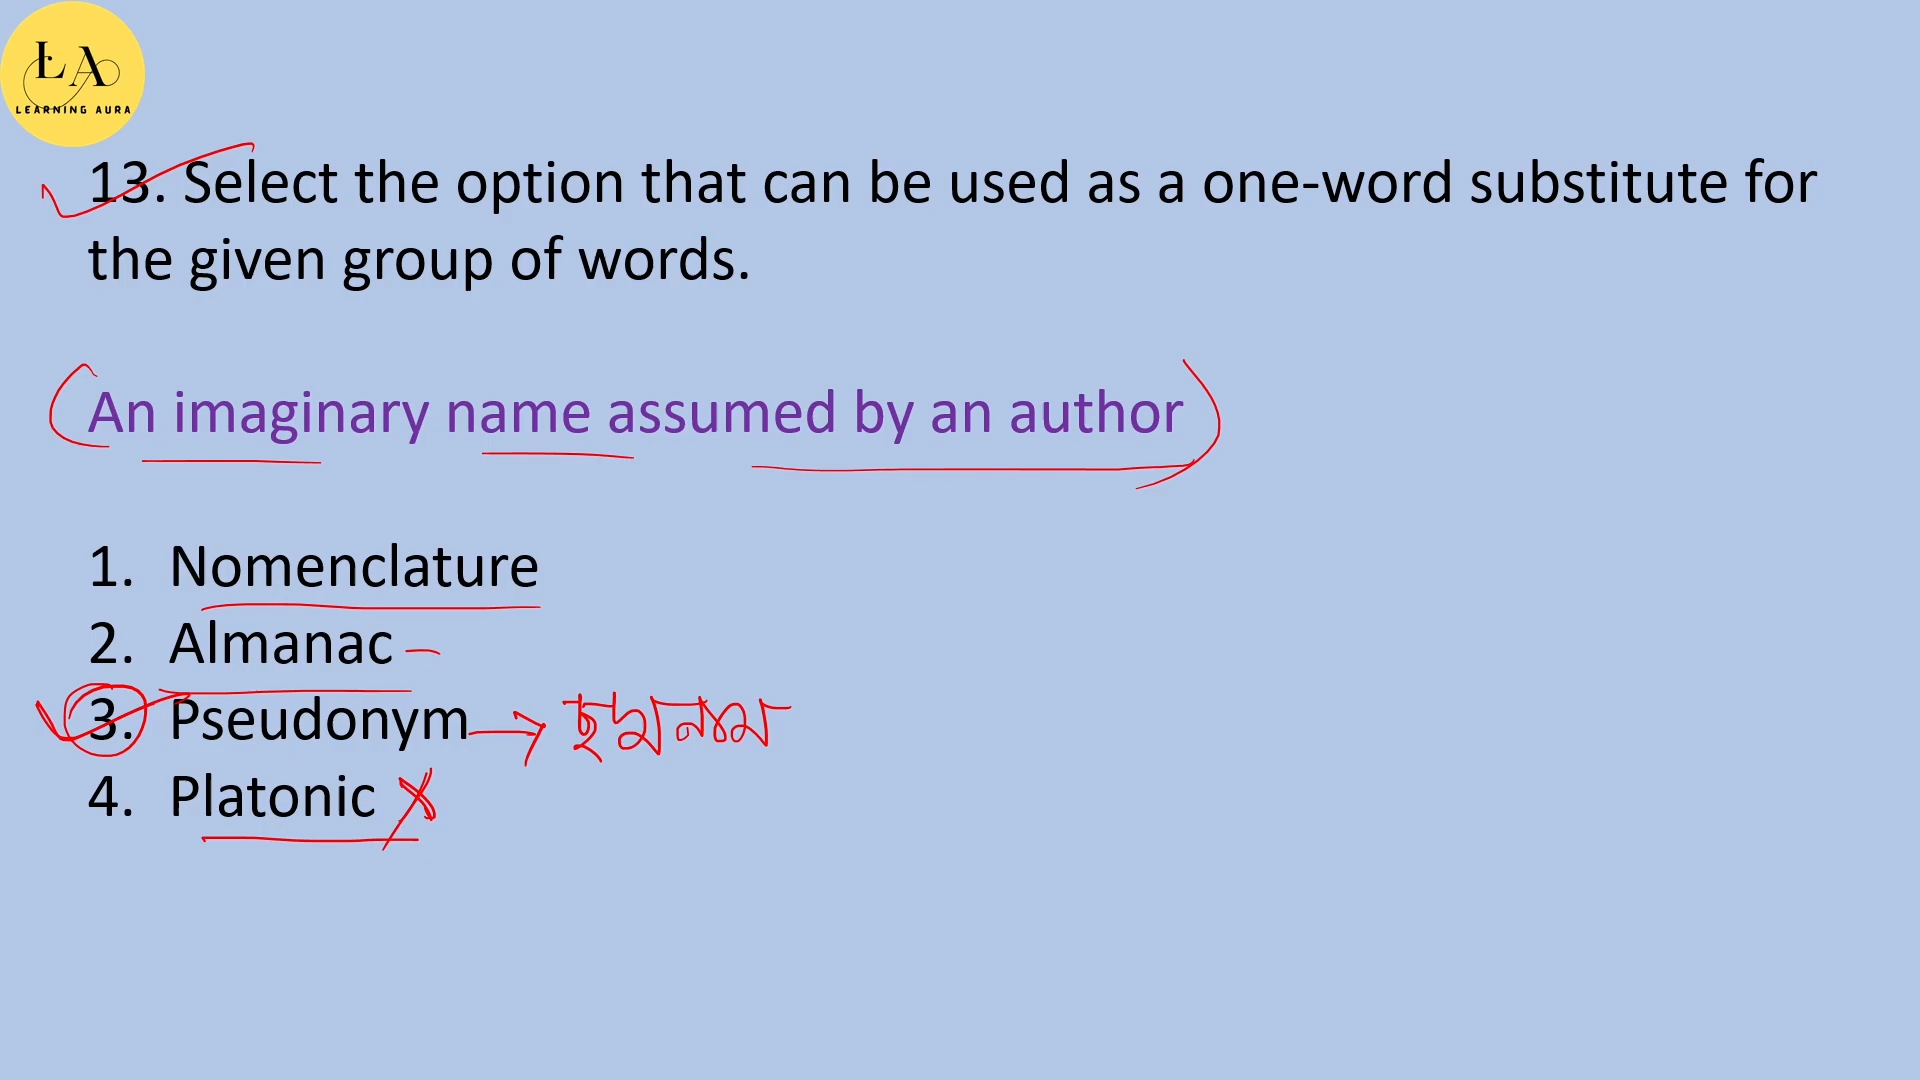 LA
LEARNING AURA
13. Select the option that can be used as a one-word substitute for
the given group of words.
An imaginary name assumed by an author
1. Nomenclature
2. Almanac
3. Pseudonym → ছদ্মনাম
4. Platonic